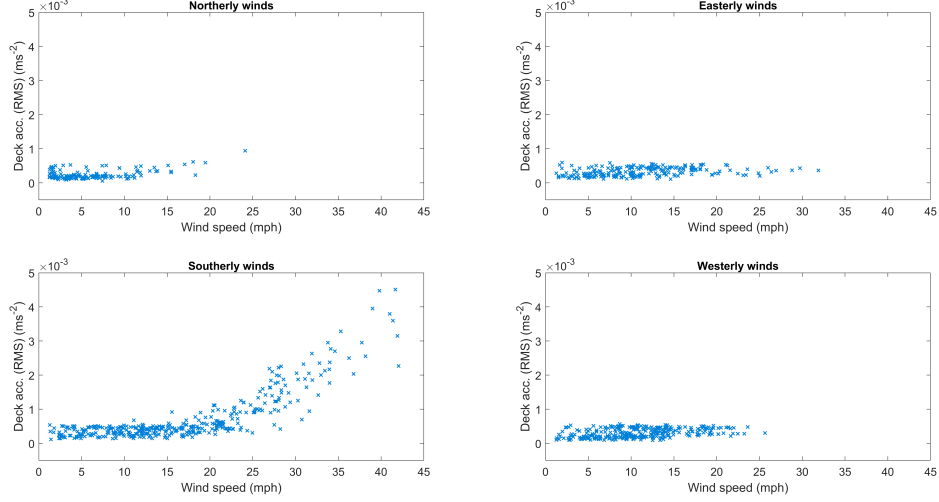 Northerly winds
×10⁻³
5
4
3
2
1
0
Deck acc. (RMS) (ms⁻²)
0 5 10 15 20 25 30 35 40 45
Wind speed (mph)
Easterly winds
×10⁻³
5
4
3
2
1
0
Deck acc. (RMS) (ms⁻²)
0 5 10 15 20 25 30 35 40 45
Wind speed (mph)
Southerly winds
×10⁻³
5
4
3
2
1
0
Deck acc. (RMS) (ms⁻²)
0 5 10 15 20 25 30 35 40 45
Wind speed (mph)
Westerly winds
×10⁻³
5
4
3
2
1
0
Deck acc. (RMS) (ms⁻²)
0 5 10 15 20 25 30 35 40 45
Wind speed (mph)